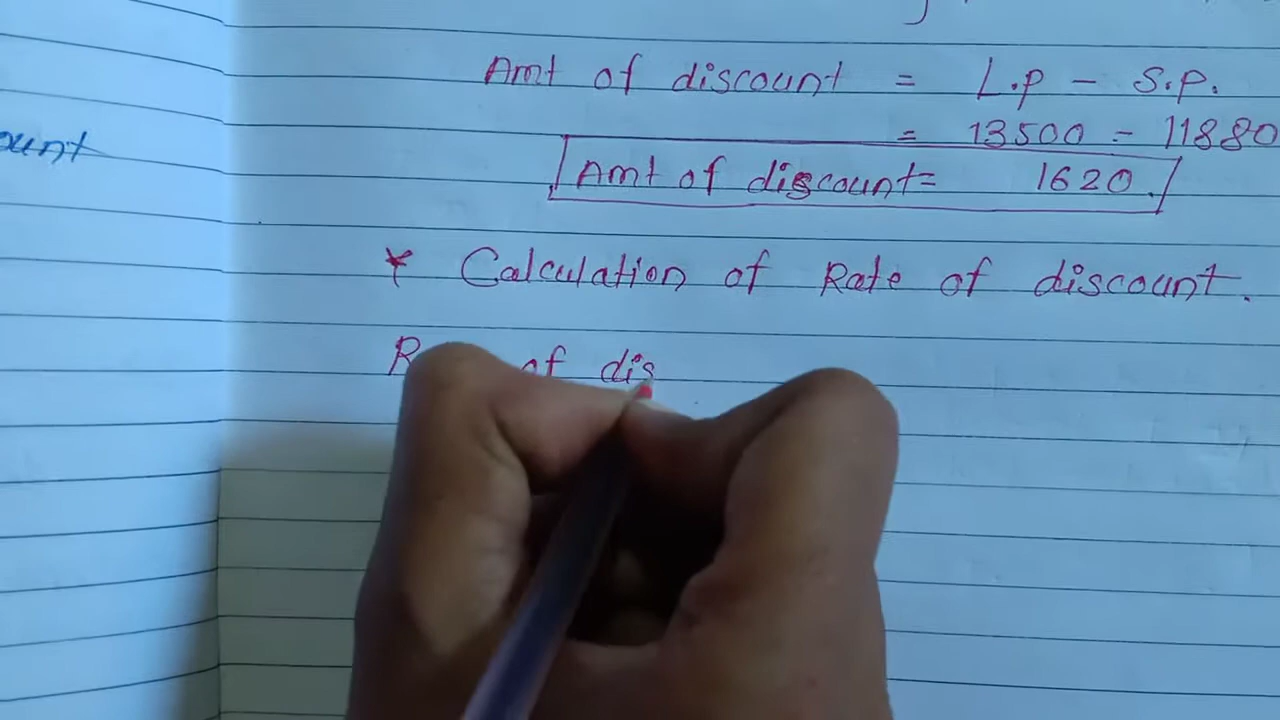 Amt of discount = L.p - S.p.
= 13500 - 11880
ount
Amt of discount = 1620.
* Calculation of Rate of discount.
of dis